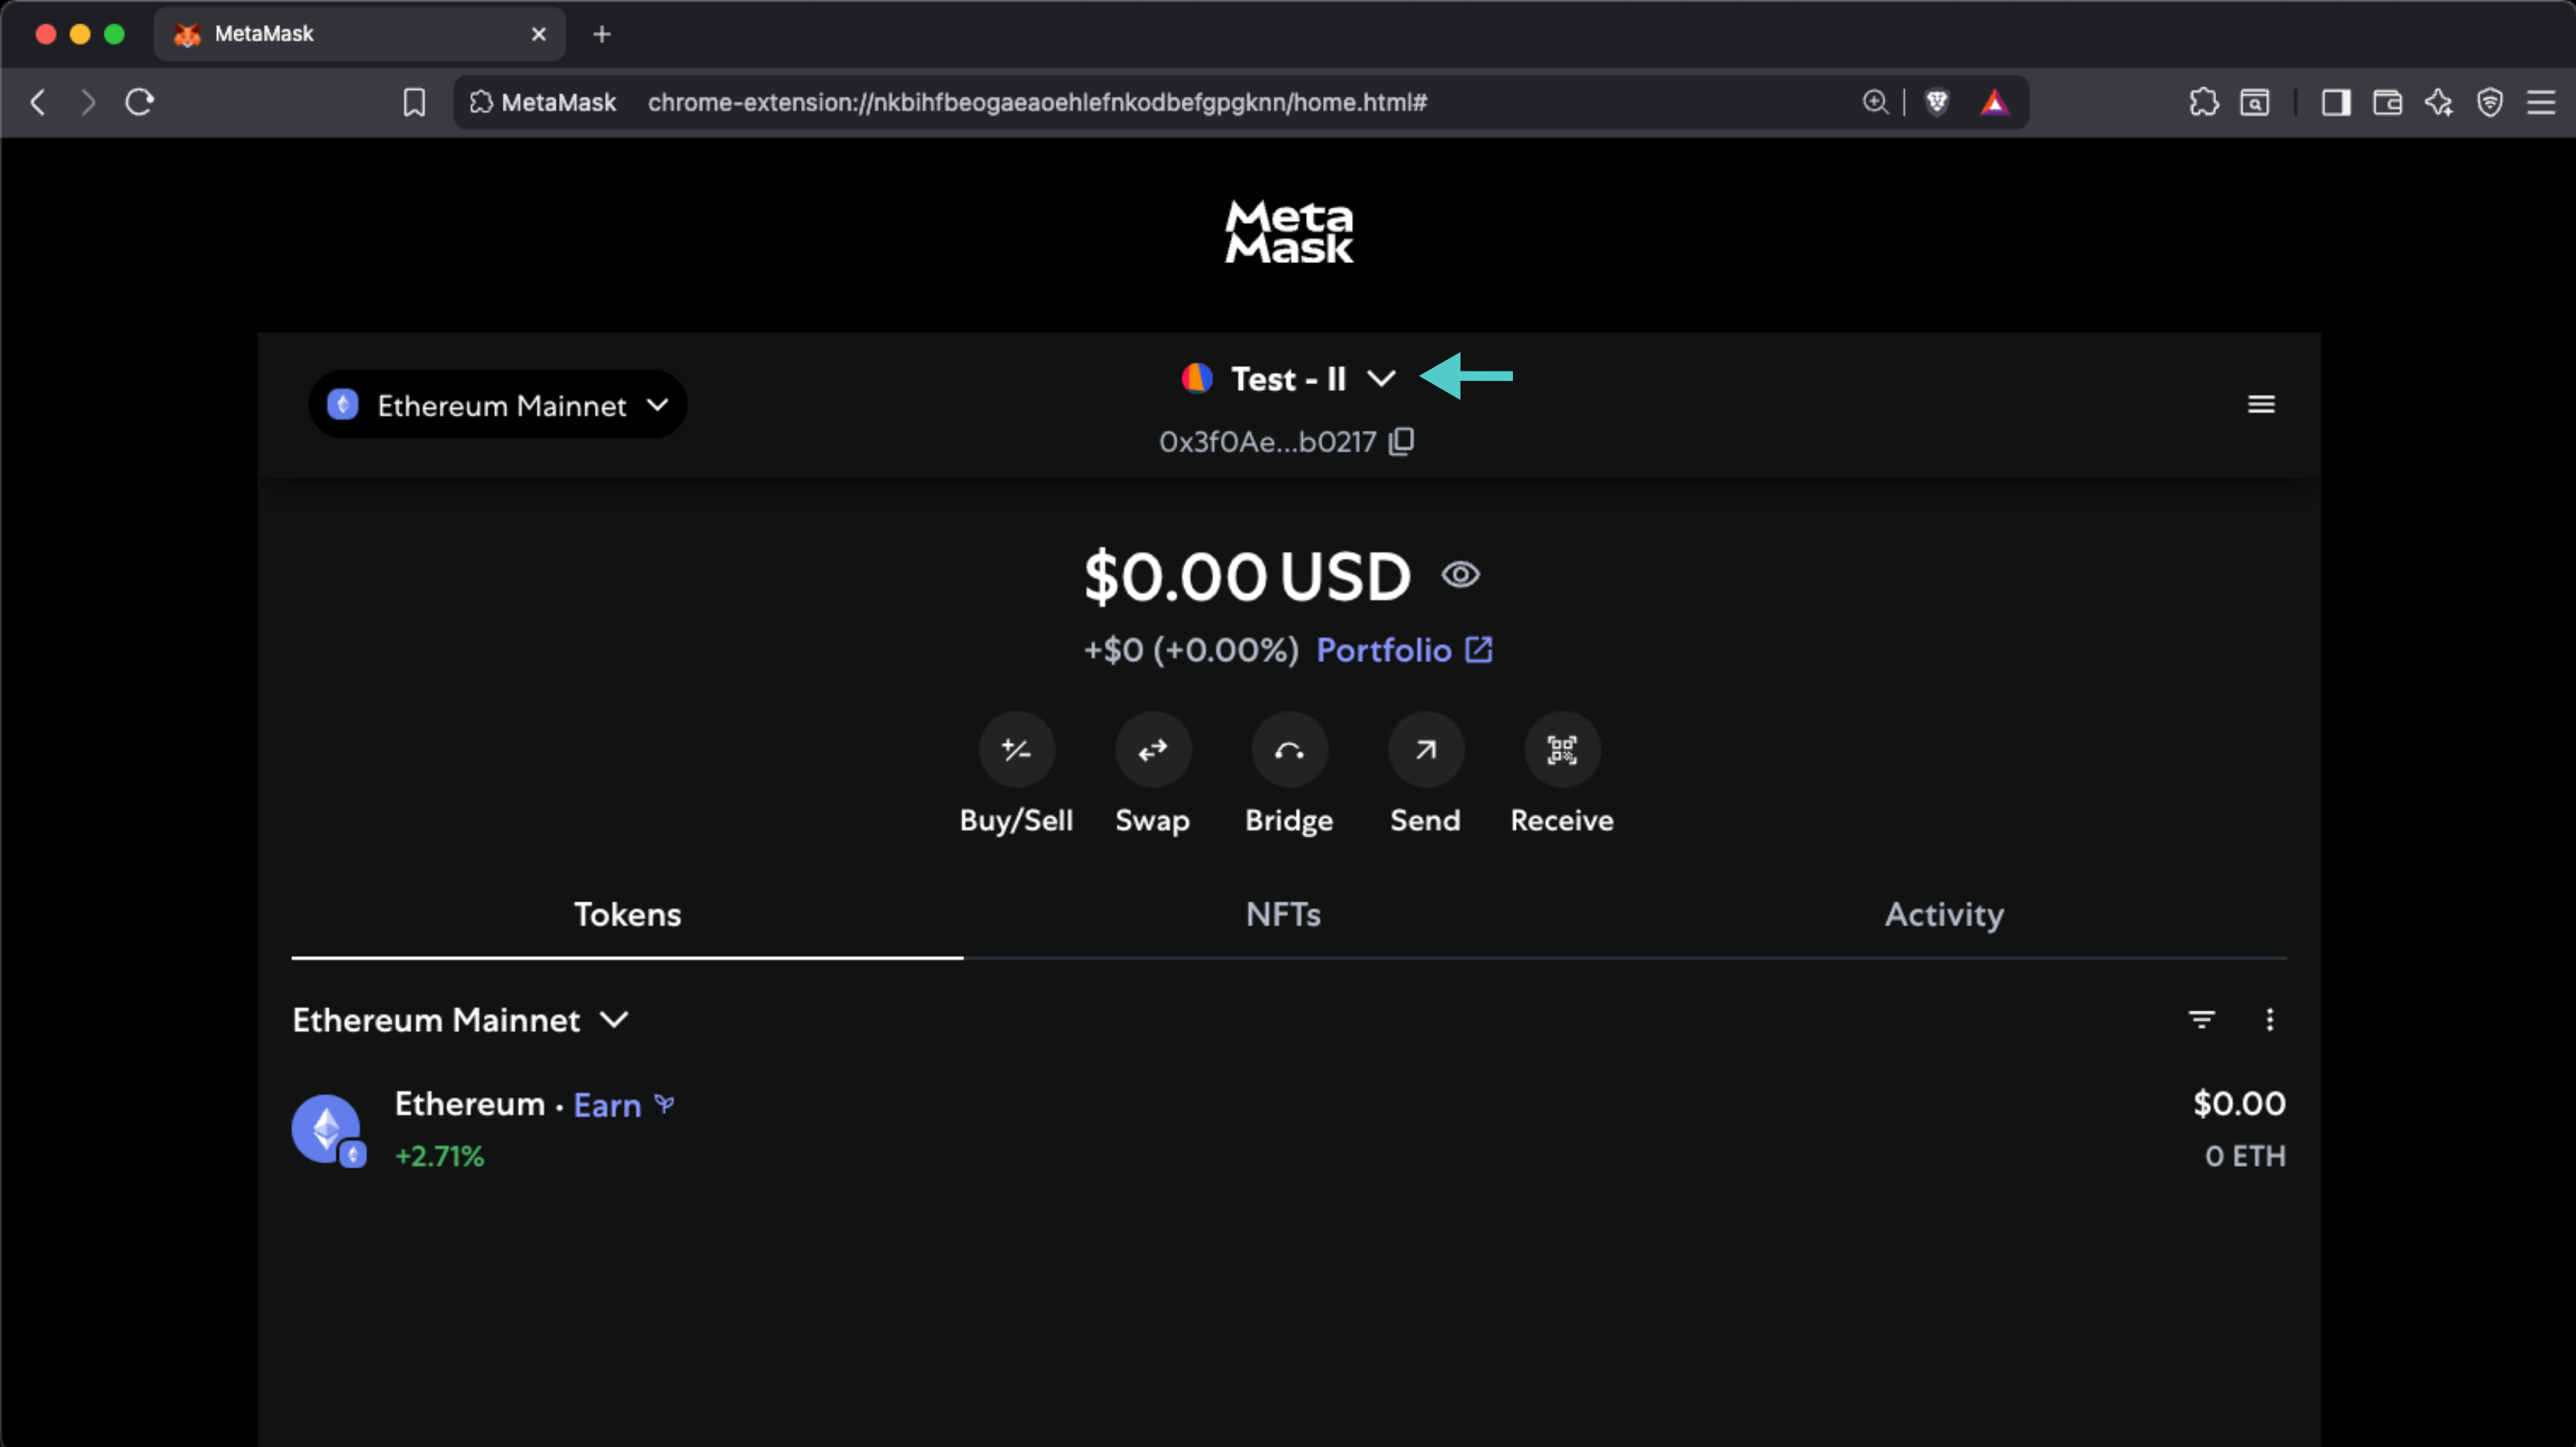 MetaMask
MetaMask chrome-extension://nkbihfbeogaeaoehlefnkodbefgpgknn/home.html#
Meta
Mask
Ethereum Mainnet
Test - II
0x3f0Ae...b0217
$0.00 USD
+$0 (+0.00%) Portfolio
Buy/Sell Swap Bridge Send Receive
Tokens NFTs Activity
Ethereum Mainnet
Ethereum · Earn $0.00
+2.71% 0 ETH